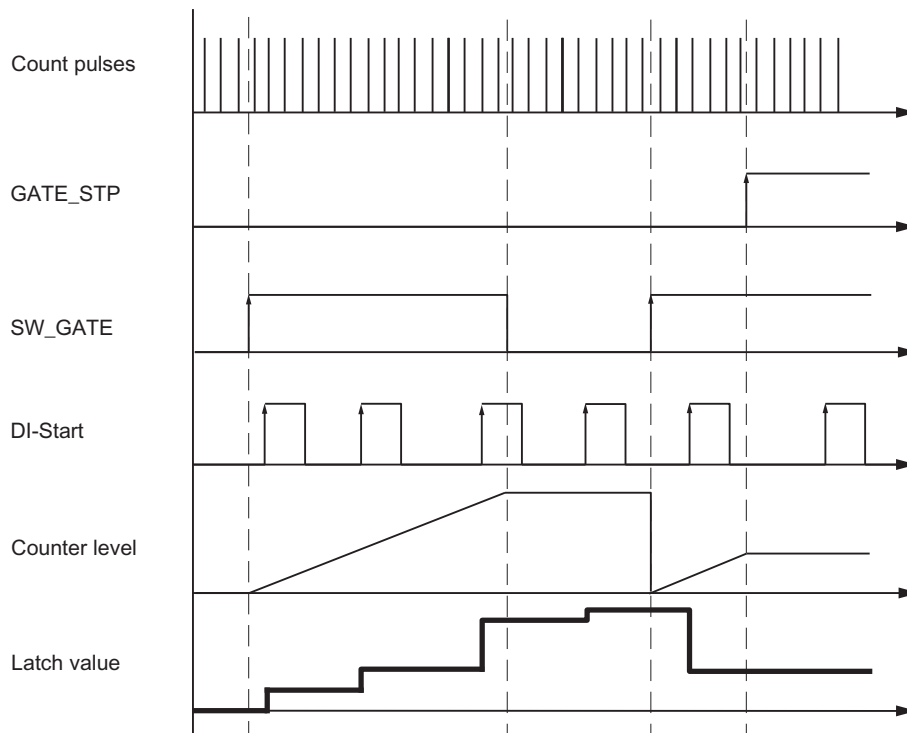 Count pulses
GATE_STP
SW_GATE
DI-Start
Counter level
Latch value